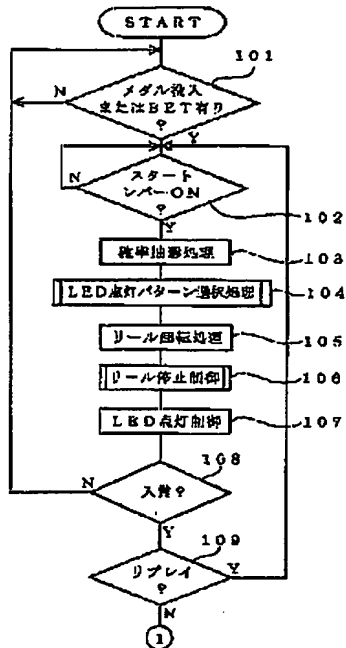 START
101
メダル投入
またはBET有り
?
N
Y
スタート
レバーON
?
N
Y
102
確率抽選処理
103
LED点灯パターン選択処理
104
リール回転処理
105
リール停止制御
106
LED点灯制御
107
108
入賞?
N
Y
109
リプレイ
?
Y
N
1